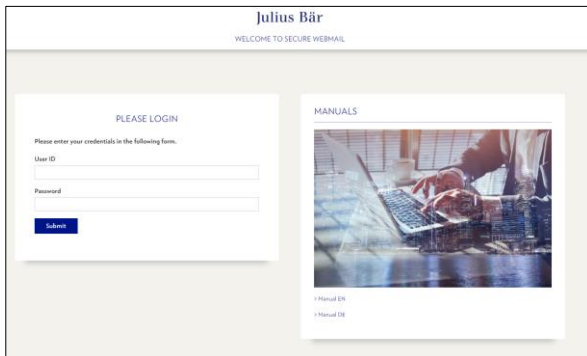 Julius Bär
WELCOME TO SECURE WEBMAIL
PLEASE LOGIN
Please enter your credentials in the following form.
User ID
Password
Submit
MANUALS
> Manual EN
> Manual DE